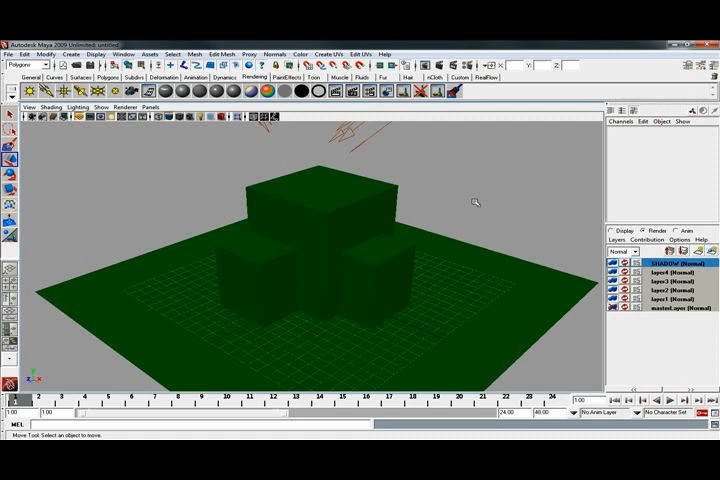 Autodesk Maya 2009 Unlimited: untitled
File Edit Modify Create Display Window Assets Select Mesh Edit Mesh Proxy Normals Color Create UVs Edit UVs Help
Polygons X: Y: Z:
General Curves Surfaces Polygons Subdivs Deformation Animation Dynamics Rendering PaintEffects Toon Muscle Fluids Fur Hair nCloth Custom RealFlow
View Shading Lighting Show Renderer Panels
Channels Edit Object Show
Display Render Anim
Layers Contribution Options Help
Normal
SHADOW (Normal)
layer4 (Normal)
layer3 (Normal)
layer2 (Normal)
layer1 (Normal)
masterLayer (Normal)
1 2 3 4 5 6 7 8 9 10 11 12 13 14 15 16 17 18 19 20 21 22 23 24 1.00
1.00 1.00 1 24.00 48.00 No Anim Layer No Character Set
MEL
Move Tool: Select an object to move.